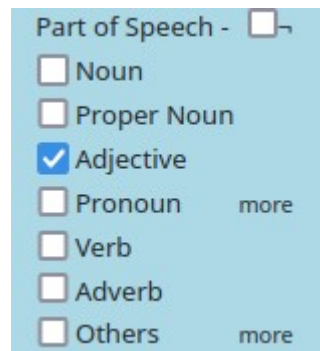 Part of Speech - ¬
Noun
Proper Noun
Adjective
Pronoun more
Verb
Adverb
Others more